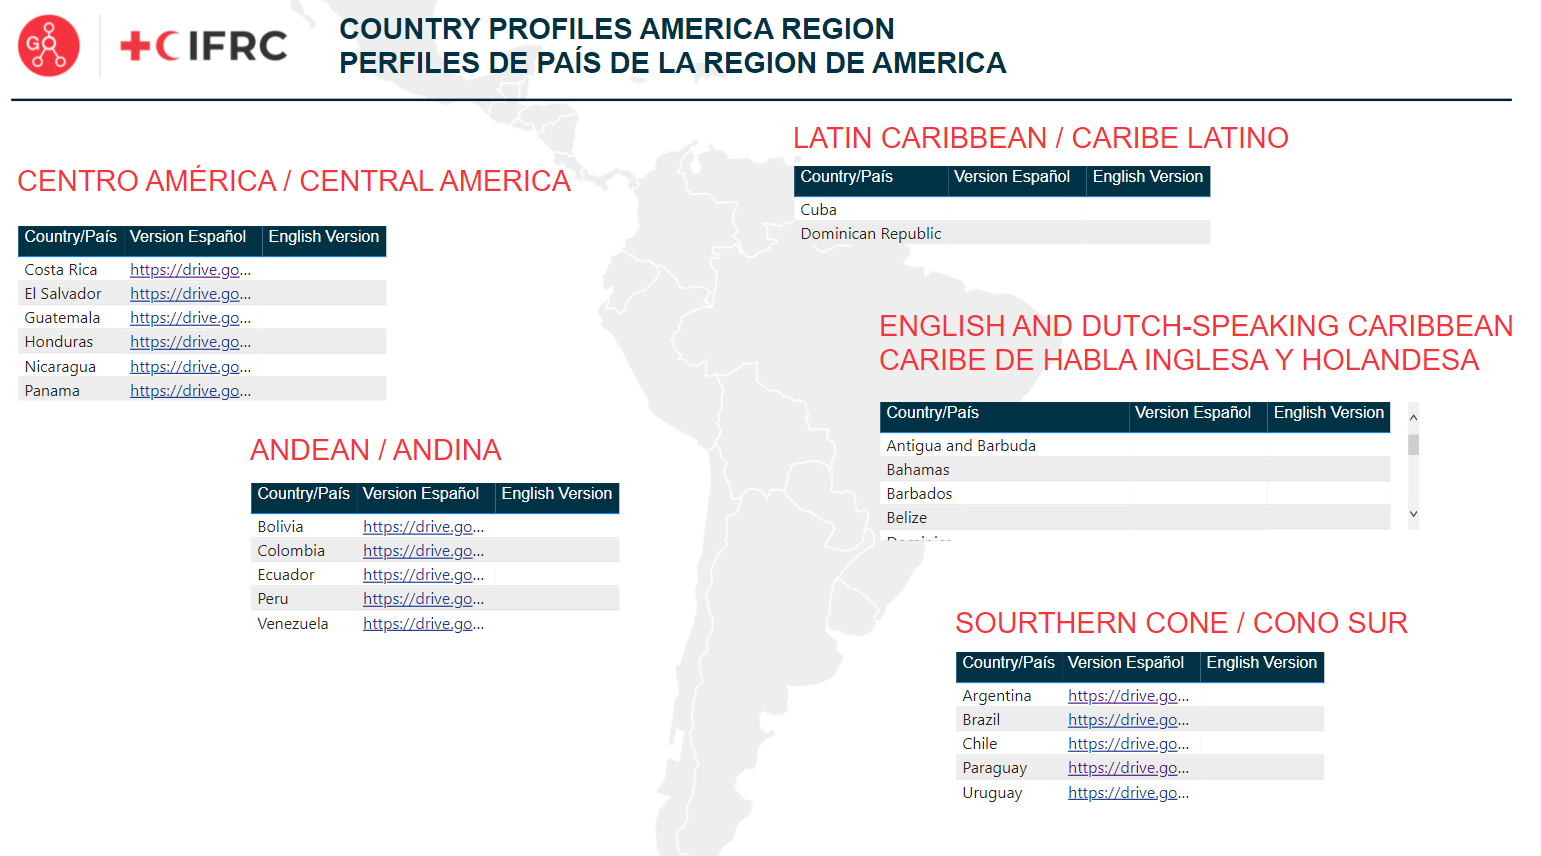 GO
IFRC
COUNTRY PROFILES AMERICA REGION
PERFILES DE PAÍS DE LA REGION DE AMERICA
CENTRO AMÉRICA / CENTRAL AMERICA
Country/País Version Español English Version
Costa Rica https://drive.go...
El Salvador https://drive.go...
Guatemala https://drive.go...
Honduras https://drive.go...
Nicaragua https://drive.go...
Panama https://drive.go...
ANDEAN / ANDINA
Country/País Version Español English Version
Bolivia https://drive.go...
Colombia https://drive.go...
Ecuador https://drive.go...
Peru https://drive.go...
Venezuela https://drive.go...
LATIN CARIBBEAN / CARIBE LATINO
Country/País Version Español English Version
Cuba
Dominican Republic
ENGLISH AND DUTCH-SPEAKING CARIBBEAN
CARIBE DE HABLA INGLESA Y HOLANDESA
Country/País Version Español English Version
Antigua and Barbuda
Bahamas
Barbados
Belize
SOURTHERN CONE / CONO SUR
Country/País Version Español English Version
Argentina https://drive.go...
Brazil https://drive.go...
Chile https://drive.go...
Paraguay https://drive.go...
Uruguay https://drive.go...